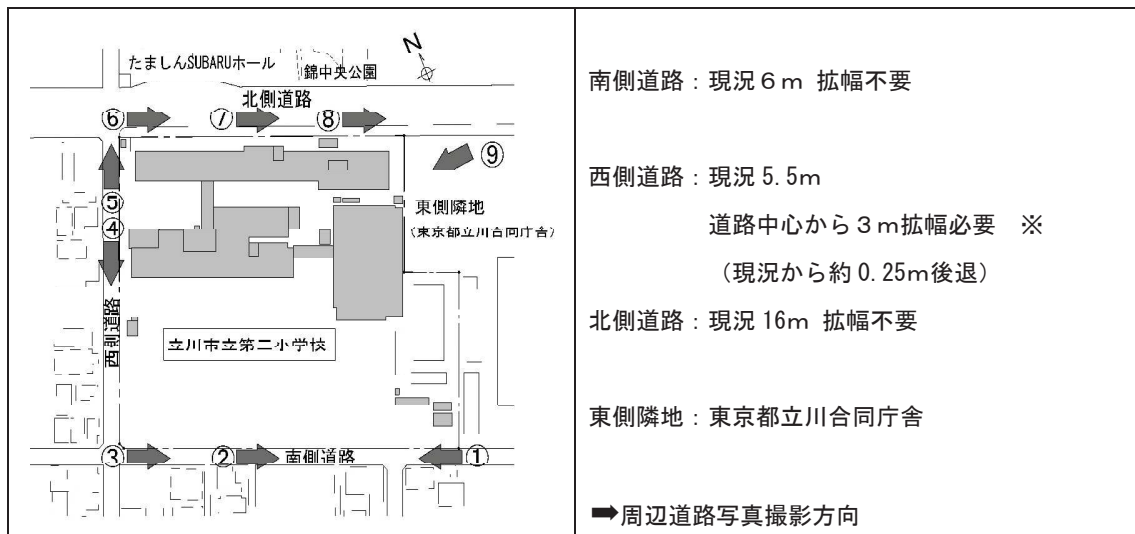 N
たましんSUBARUホール
錦中央公園
北側道路
⑥
⑦
⑧
⑨
⑤
④
東側隣地
(東京都立川合同庁舎)
西側道路
立川市立第二小学校
③
②
南側道路
①
南側道路：現況６ｍ 拡幅不要
西側道路：現況 5.5ｍ
道路中心から３ｍ拡幅必要　※
（現況から約 0.25ｍ後退）
北側道路：現況 16ｍ 拡幅不要
東側隣地：東京都立川合同庁舎
➡周辺道路写真撮影方向